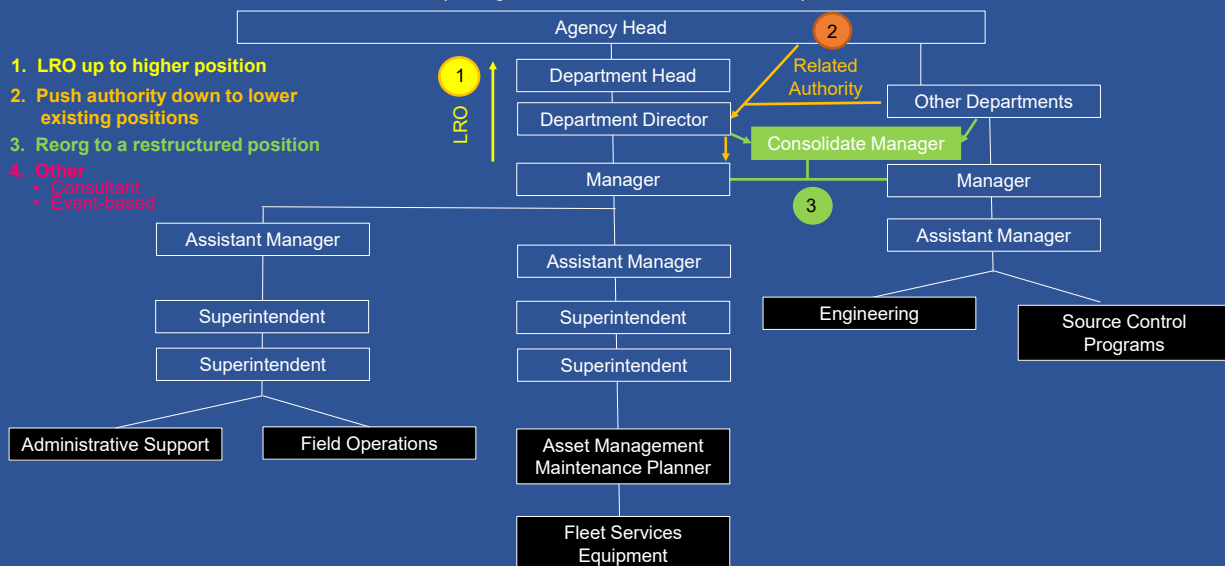 Agency Head
1. LRO up to higher position
2. Push authority down to lower
existing positions
3. Reorg to a restructured position
4. Other
• Consultant
• Event-based
1
LRO
2
Related
Authority
Department Head
Department Director
Other Departments
Consolidate Manager
Manager
Manager
3
Assistant Manager
Assistant Manager
Assistant Manager
Superintendent
Superintendent
Superintendent
Superintendent
Engineering
Source Control
Programs
Administrative Support
Field Operations
Asset Management
Maintenance Planner
Fleet Services
Equipment